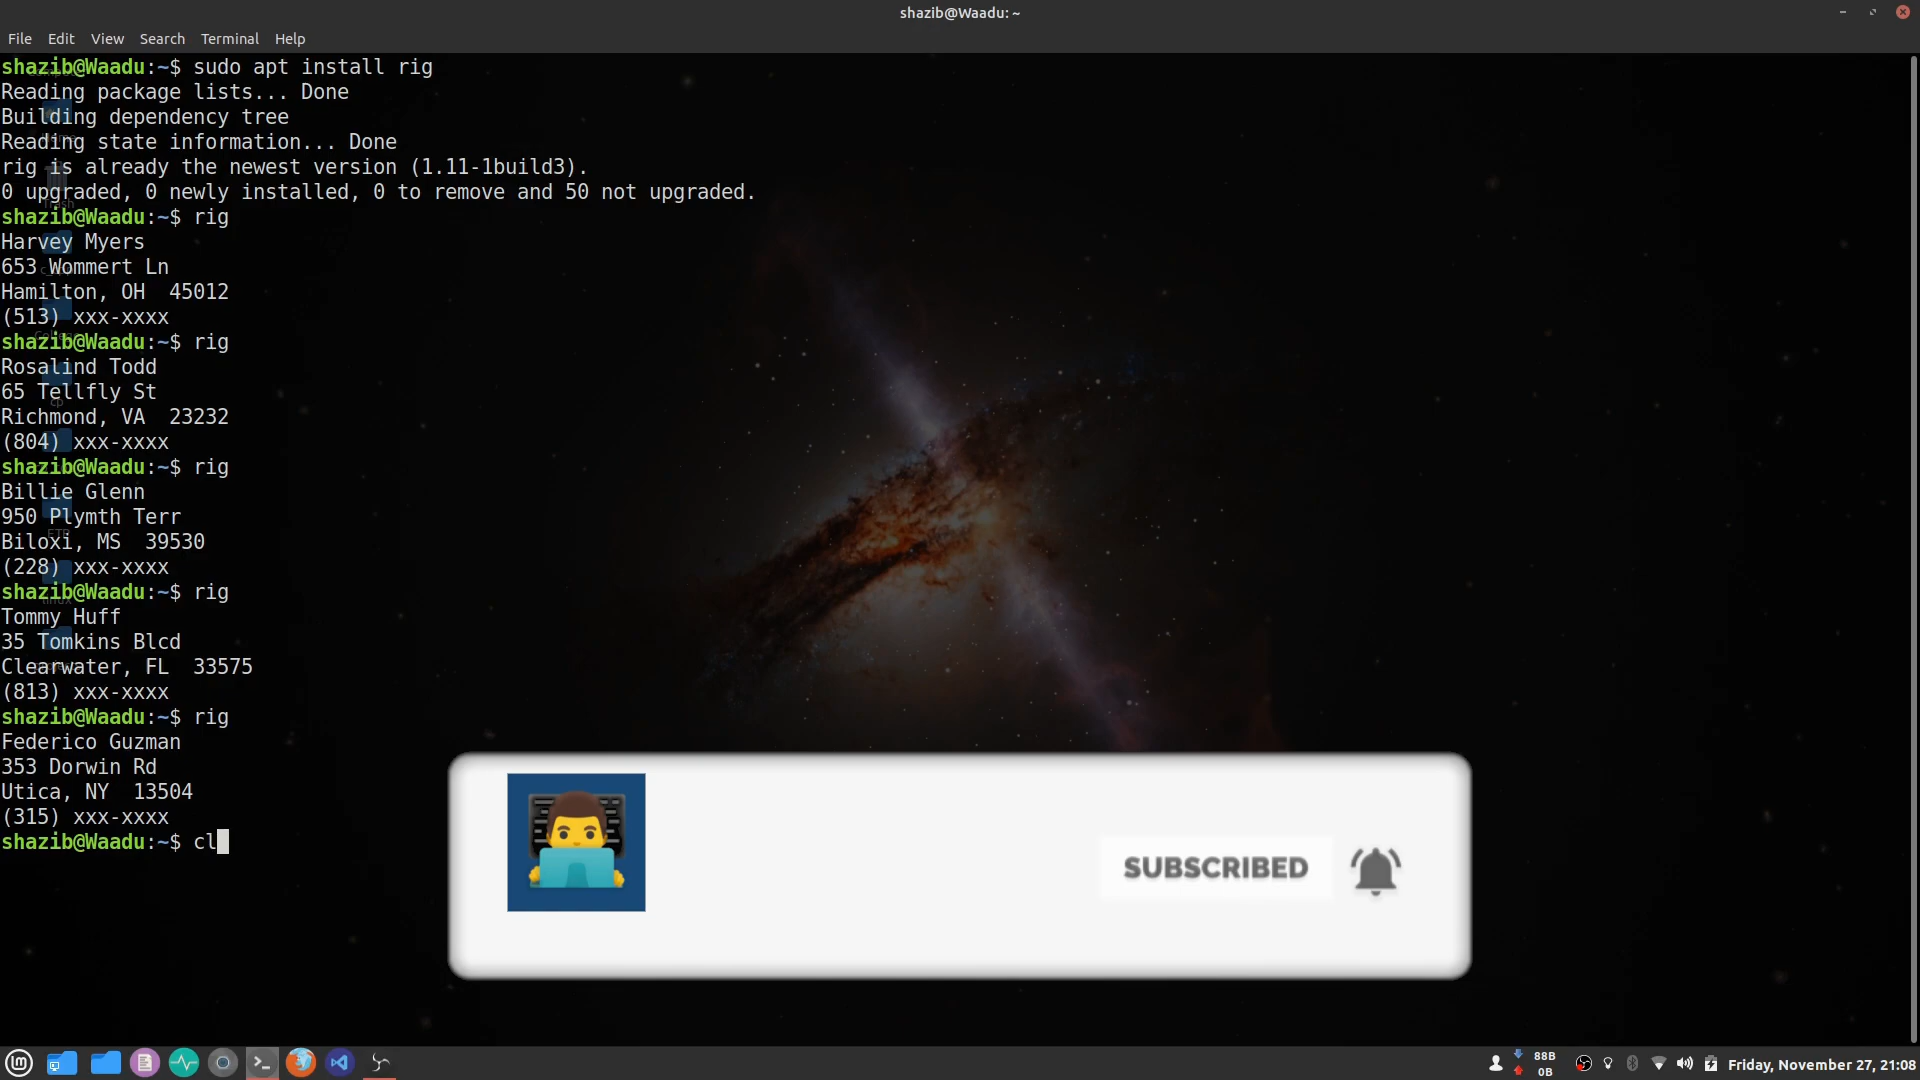 shazib@Waadu: ~
File Edit View Search Terminal Help
shazib@Waadu:~$ sudo apt install rig
Reading package lists... Done
Building dependency tree
Reading state information... Done
rig is already the newest version (1.11-1build3).
0 upgraded, 0 newly installed, 0 to remove and 50 not upgraded.
shazib@Waadu:~$ rig
Harvey Myers
653 Wommert Ln
Hamilton, OH  45012
(513) xxx-xxxx
shazib@Waadu:~$ rig
Rosalind Todd
65 Tellfly St
Richmond, VA  23232
(804) xxx-xxxx
shazib@Waadu:~$ rig
Billie Glenn
950 Plymth Terr
Biloxi, MS  39530
(228) xxx-xxxx
shazib@Waadu:~$ rig
Tommy Huff
35 Tomkins Blcd
Clearwater, FL  33575
(813) xxx-xxxx
shazib@Waadu:~$ rig
Federico Guzman
353 Dorwin Rd
Utica, NY  13504
(315) xxx-xxxx
shazib@Waadu:~$ cl
SUBSCRIBED
88B
0B
Friday, November 27, 21:08